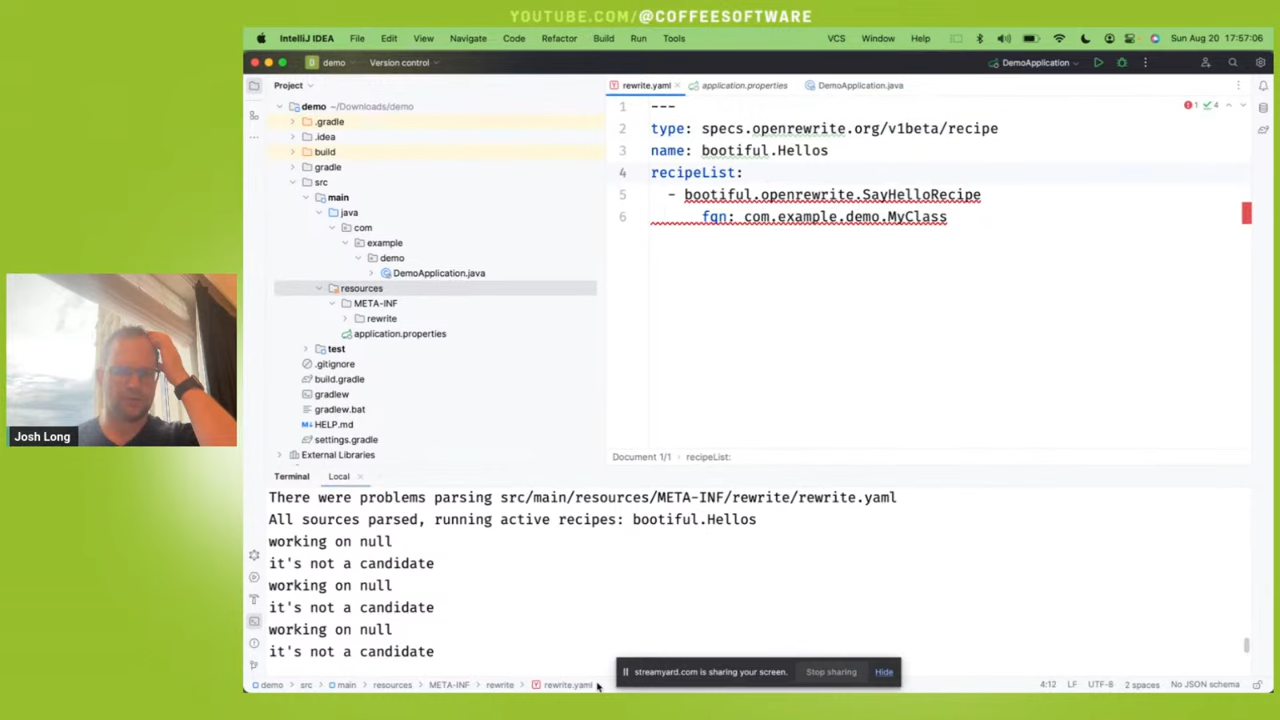 YOUTUBE.COM/@COFFEESOFTWARE
IntelliJ IDEA File Edit View Navigate Code Refactor Build Run Tools VCS Window Help Sun Aug 20 17:57:06
demo Version control DemoApplication
Project
rewrite.yaml application.properties DemoApplication.java
demo ~/Downloads/demo
.gradle
.idea
build
gradle
src
main
java
com
example
demo
DemoApplication.java
resources
META-INF
rewrite
application.properties
test
.gitignore
build.gradle
gradlew
gradlew.bat
HELP.md
settings.gradle
External Libraries
1 ---
2 type: specs.openrewrite.org/v1beta/recipe
3 name: bootiful.Hellos
4 recipeList:
5 - bootiful.openrewrite.SayHelloRecipe
6 fqn: com.example.demo.MyClass
1 4
Document 1/1 recipeList:
Josh Long
Terminal Local
There were problems parsing src/main/resources/META-INF/rewrite/rewrite.yaml
All sources parsed, running active recipes: bootiful.Hellos
working on null
it's not a candidate
working on null
it's not a candidate
working on null
it's not a candidate
streamyard.com is sharing your screen. Stop sharing Hide
demo src main resources META-INF rewrite rewrite.yaml 4:12 LF UTF-8 2 spaces No JSON schema